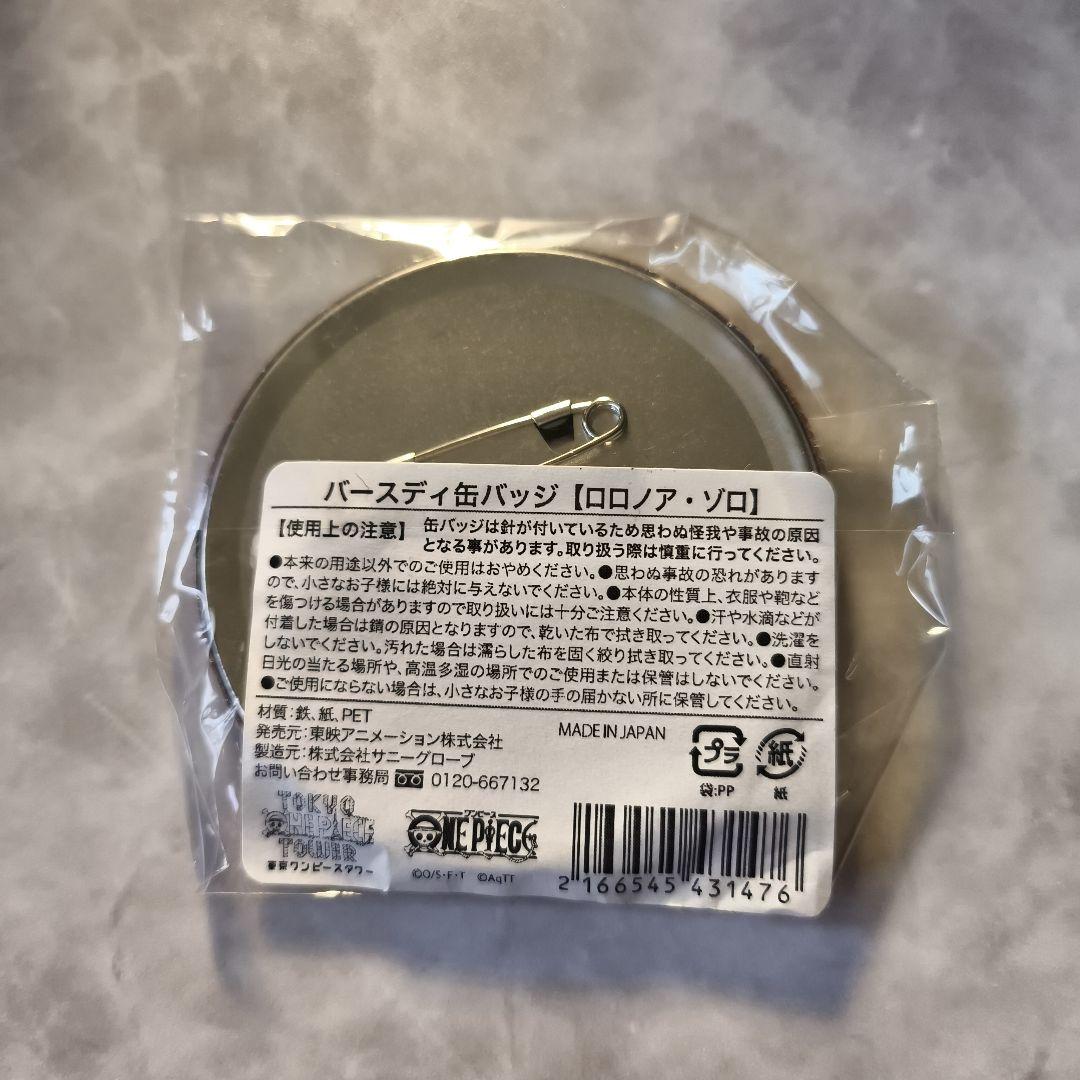 バースディ缶バッジ【ロロノア・ゾロ】
【使用上の注意】 缶バッジは針が付いているため思わぬ怪我や事故の原因
となる事があります。取り扱う際は慎重に行ってください。
●本来の用途以外でのご使用はおやめください。●思わぬ事故の恐れがあります
ので、小さなお子様には絶対に与えないでください。●本体の性質上、衣服や鞄など
を傷つける場合がありますので取り扱いには十分ご注意ください。●汗や水滴などが
付着した場合は錆の原因となりますので、乾いた布で拭き取ってください。●洗濯を
しないでください。汚れた場合は濡らした布を固く絞り拭き取ってください。●直射
日光の当たる場所や、高温多湿の場所でのご使用または保管はしないでください。
●ご使用にならない場合は、小さなお子様の手の届かない所に保管してください。
材質：鉄、紙、PET
発売元：東映アニメーション株式会社
製造元：株式会社サニーグローブ
お問い合わせ事務局 0120-667132
MADE IN JAPAN
プラ
袋：PP
紙
紙
TOKYO
ONE PIECE
TOWER
東京ワンピースタワー
ワンピース
ONE PIECE
©O/S・F・T ©AqTT
2 166545 431476